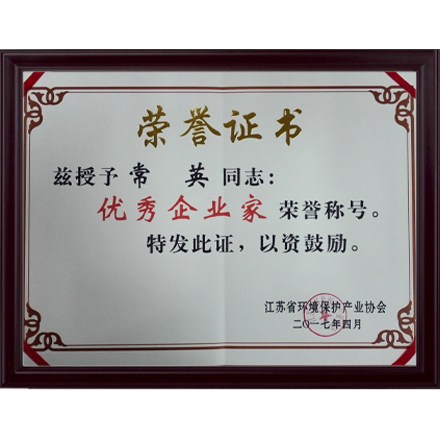 荣誉证书
兹授予 常 英 同志：
优秀企业家 荣誉称号。
特发此证，以资鼓励。
江苏省环境保护产业协会
二〇一七年四月